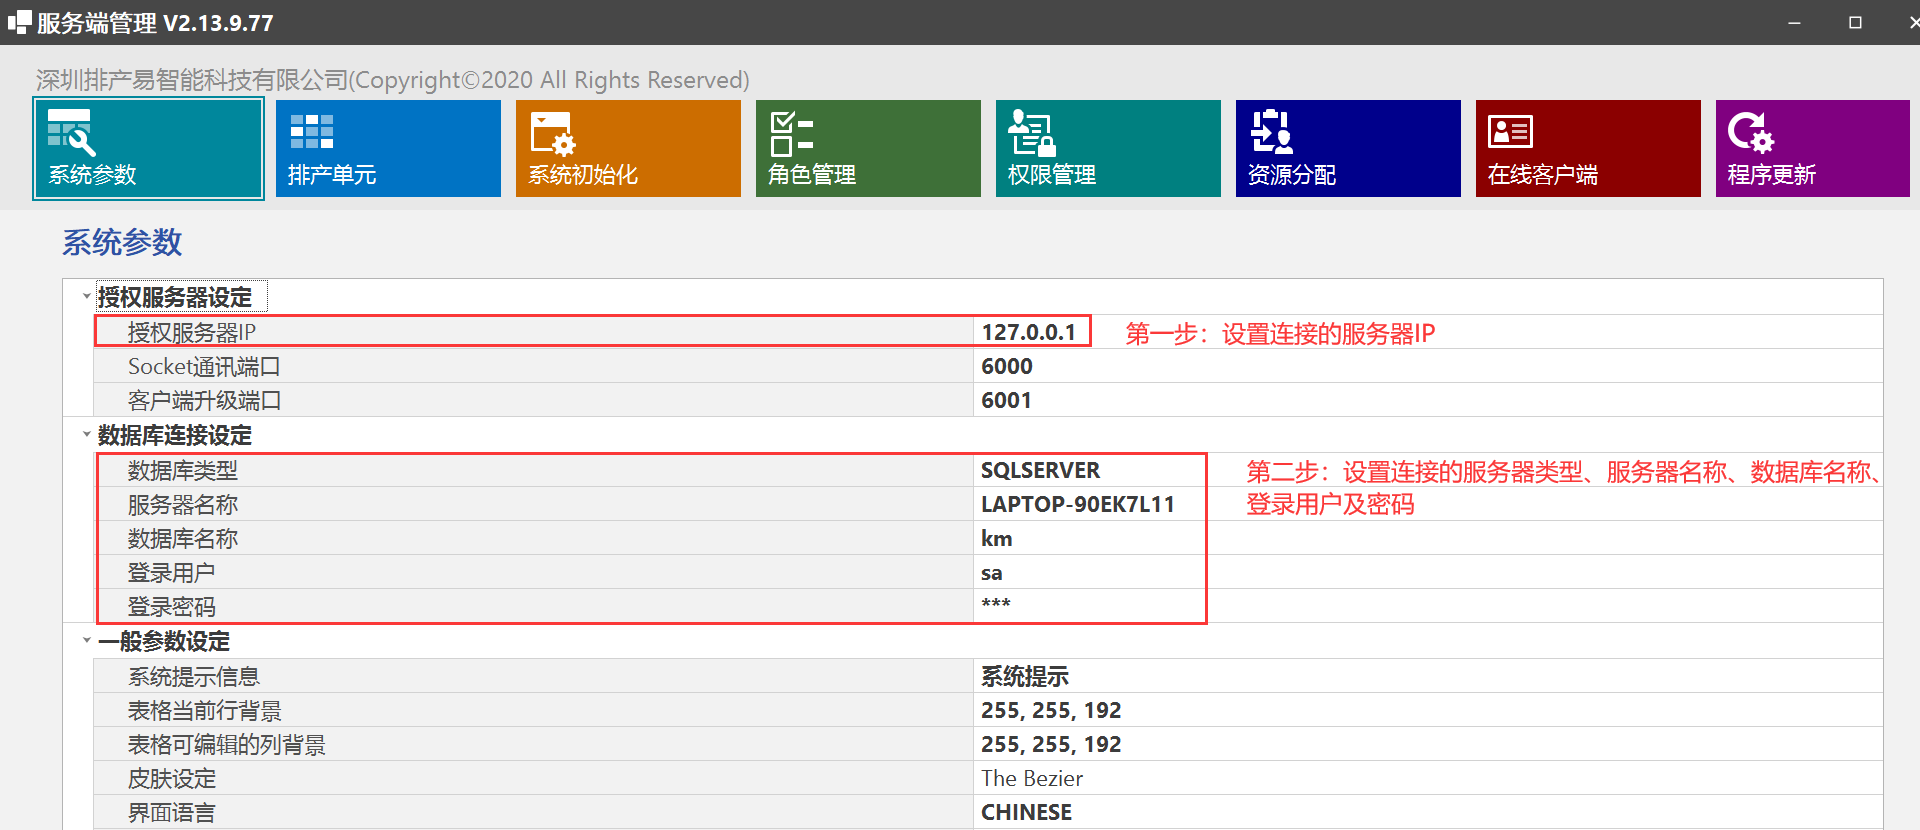 服务端管理 V2.13.9.77
深圳排产易智能科技有限公司(Copyright©2020 All Rights Reserved)
系统参数
排产单元
系统初始化
角色管理
权限管理
资源分配
在线客户端
程序更新
系统参数
授权服务器设定
授权服务器IP 127.0.0.1 第一步：设置连接的服务器IP
Socket通讯端口 6000
客户端升级端口 6001
数据库连接设定
数据库类型 SQLSERVER 第二步：设置连接的服务器类型、服务器名称、数据库名称、
服务器名称 LAPTOP-90EK7L11 登录用户及密码
数据库名称 km
登录用户 sa
登录密码 ***
一般参数设定
系统提示信息 系统提示
表格当前行背景 255, 255, 192
表格可编辑的列背景 255, 255, 192
皮肤设定 The Bezier
界面语言 CHINESE